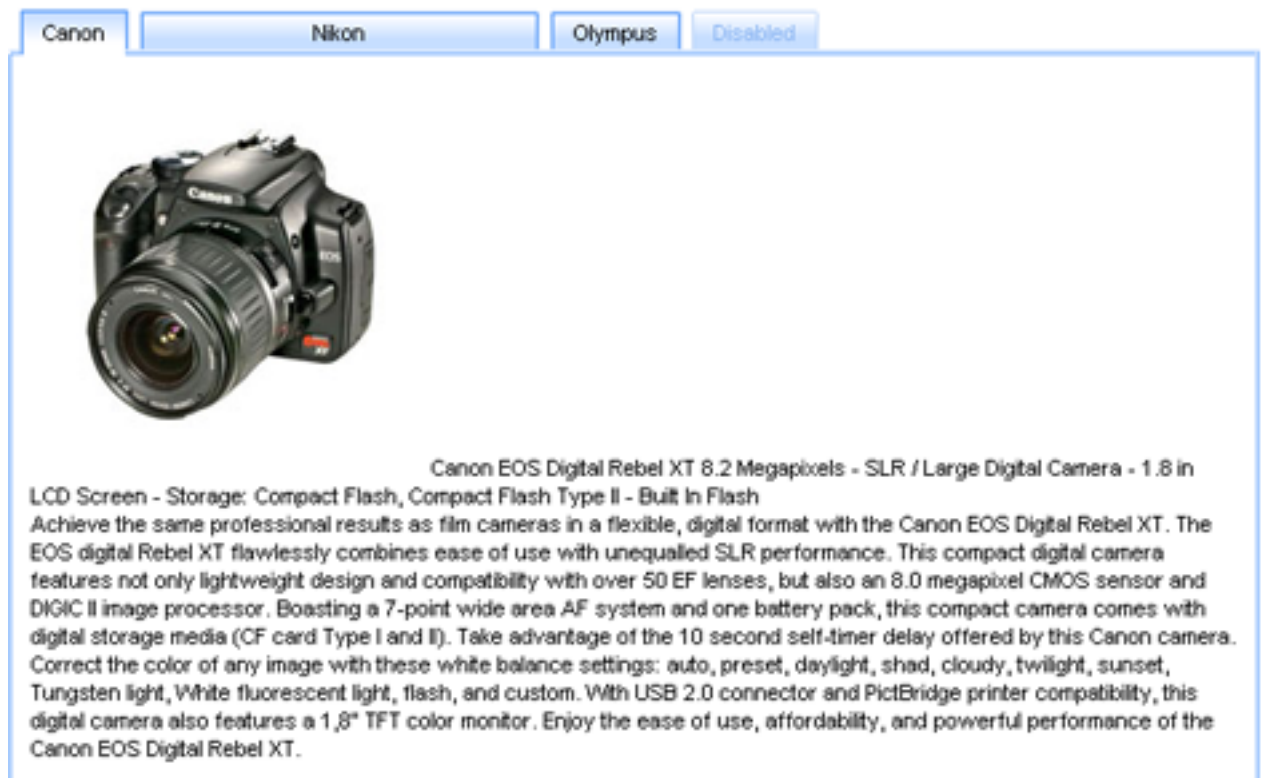 Canon
Nikon
Olympus
Disabled
Canon
EOS
XT
Canon EOS Digital Rebel XT 8.2 Megapixels - SLR / Large Digital Camera - 1.8 in
LCD Screen - Storage: Compact Flash, Compact Flash Type II - Built In Flash
Achieve the same professional results as film cameras in a flexible, digital format with the Canon EOS Digital Rebel XT. The
EOS digital Rebel XT flawlessly combines ease of use with unequalled SLR performance. This compact digital camera
features not only lightweight design and compatibility with over 50 EF lenses, but also an 8.0 megapixel CMOS sensor and
DIGIC II image processor. Boasting a 7-point wide area AF system and one battery pack, this compact camera comes with
digital storage media (CF card Type I and II). Take advantage of the 10 second self-timer delay offered by this Canon camera.
Correct the color of any image with these white balance settings: auto, preset, daylight, shad, cloudy, twilight, sunset,
Tungsten light, White fluorescent light, flash, and custom. With USB 2.0 connector and PictBridge printer compatibility, this
digital camera also features a 1,8" TFT color monitor. Enjoy the ease of use, affordability, and powerful performance of the
Canon EOS Digital Rebel XT.